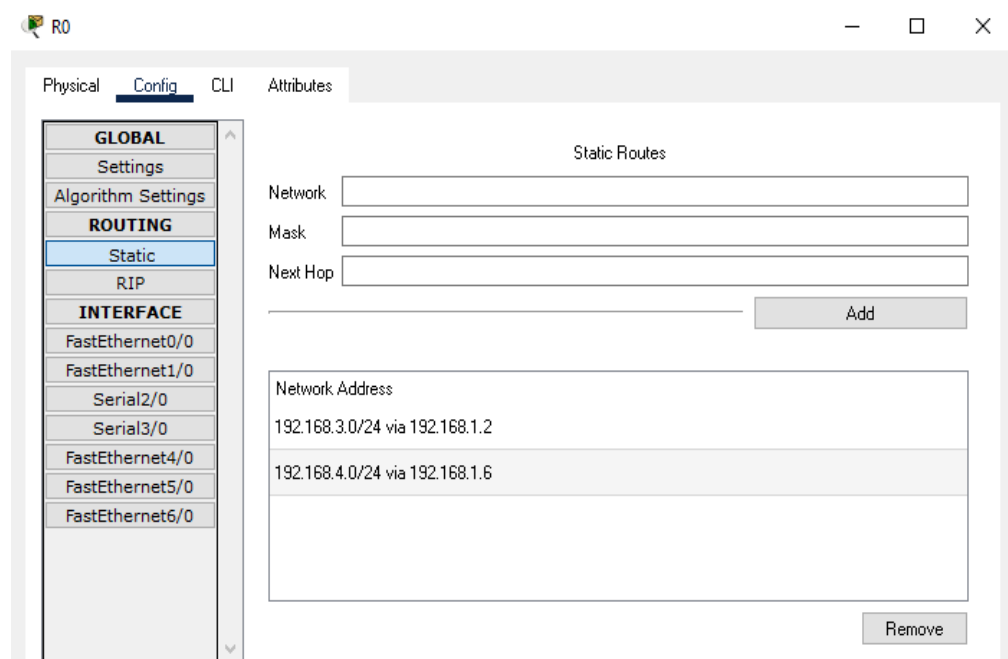 R0
Physical Config CLI Attributes
GLOBAL
Settings
Algorithm Settings
ROUTING
Static
RIP
INTERFACE
FastEthernet0/0
FastEthernet1/0
Serial2/0
Serial3/0
FastEthernet4/0
FastEthernet5/0
FastEthernet6/0
Static Routes
Network
Mask
Next Hop
Add
Network Address
192.168.3.0/24 via 192.168.1.2
192.168.4.0/24 via 192.168.1.6
Remove